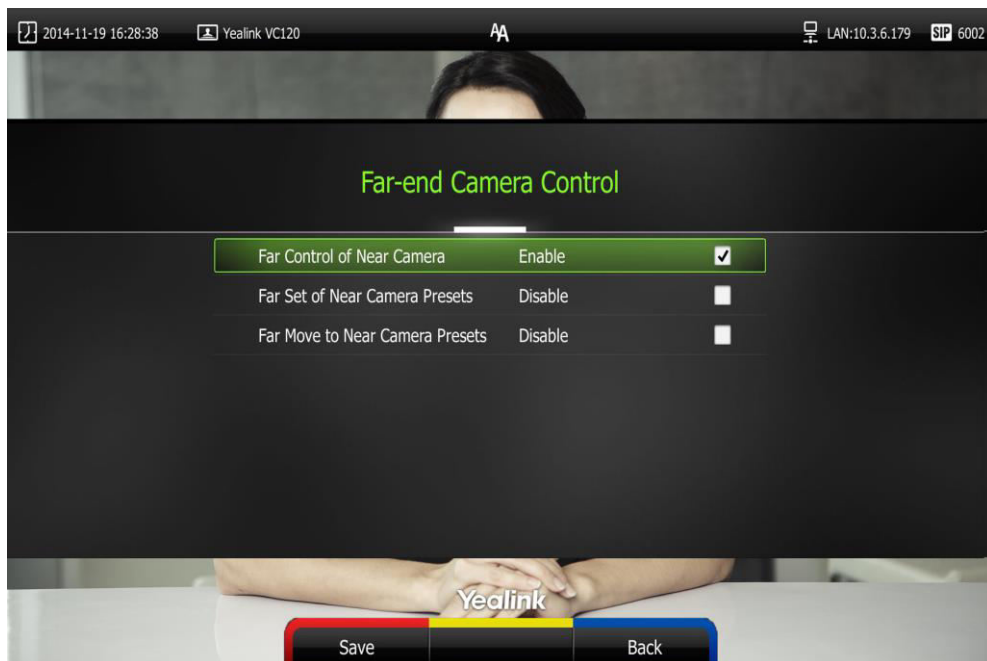 2014-11-19 16:28:38 Yealink VC120 AA LAN:10.3.6.179 SIP 6002
Far-end Camera Control
Far Control of Near Camera Enable
Far Set of Near Camera Presets Disable
Far Move to Near Camera Presets Disable
Yealink
Save Back